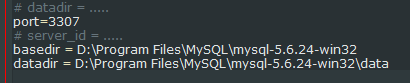 # datadir = .....
port=3307
# server_id = .....
basedir = D:\Program Files\MySQL\mysql-5.6.24-win32
datadir = D:\Program Files\MySQL\mysql-5.6.24-win32\data